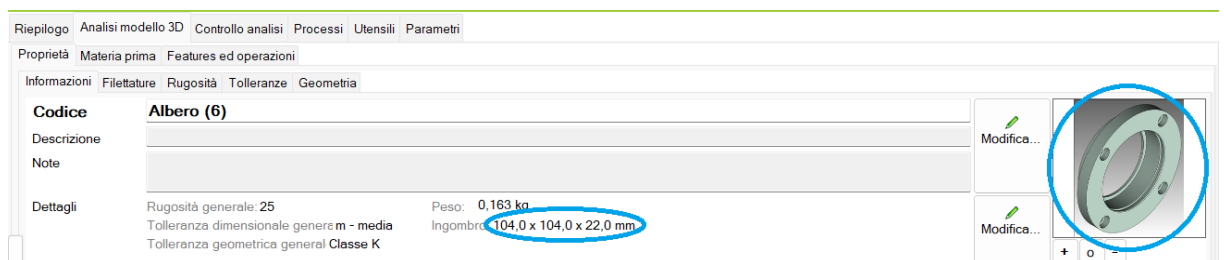 Riepilogo Analisi modello 3D Controllo analisi Processi Utensili Parametri
Proprietà Materia prima Features ed operazioni
Informazioni Filettature Rugosità Tolleranze Geometria
Codice Albero (6)
Descrizione
Modifica...
Note
Dettagli Rugosità generale: 25 Peso: 0,163 kg
Tolleranza dimensionale genera m - media Ingombro 104,0 x 104,0 x 22,0 mm
Modifica...
Tolleranza geometrica general Classe K
+ o -